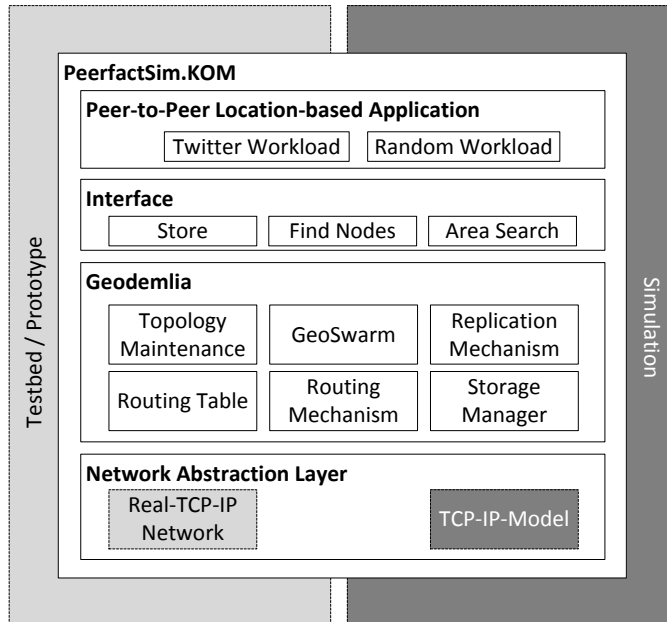 PeerfactSim.KOM
Peer-to-Peer Location-based Application
Twitter Workload
Random Workload
Interface
Store
Find Nodes
Area Search
Geodemlia
Topology
Maintenance
GeoSwarm
Replication
Mechanism
Routing Table
Routing
Mechanism
Storage
Manager
Network Abstraction Layer
Real-TCP-IP
Network
TCP-IP-Model
Testbed / Prototype
Simulation